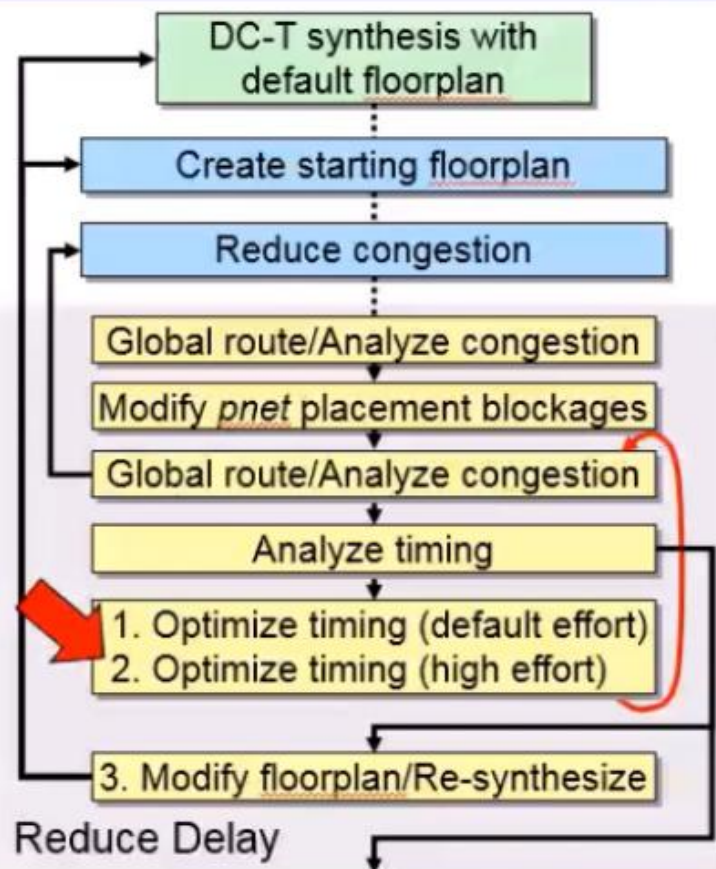 DC-T synthesis with
default floorplan
Create starting floorplan
Reduce congestion
Global route/Analyze congestion
Modify pnet placement blockages
Global route/Analyze congestion
Analyze timing
1. Optimize timing (default effort)
2. Optimize timing (high effort)
3. Modify floorplan/Re-synthesize
Reduce Delay